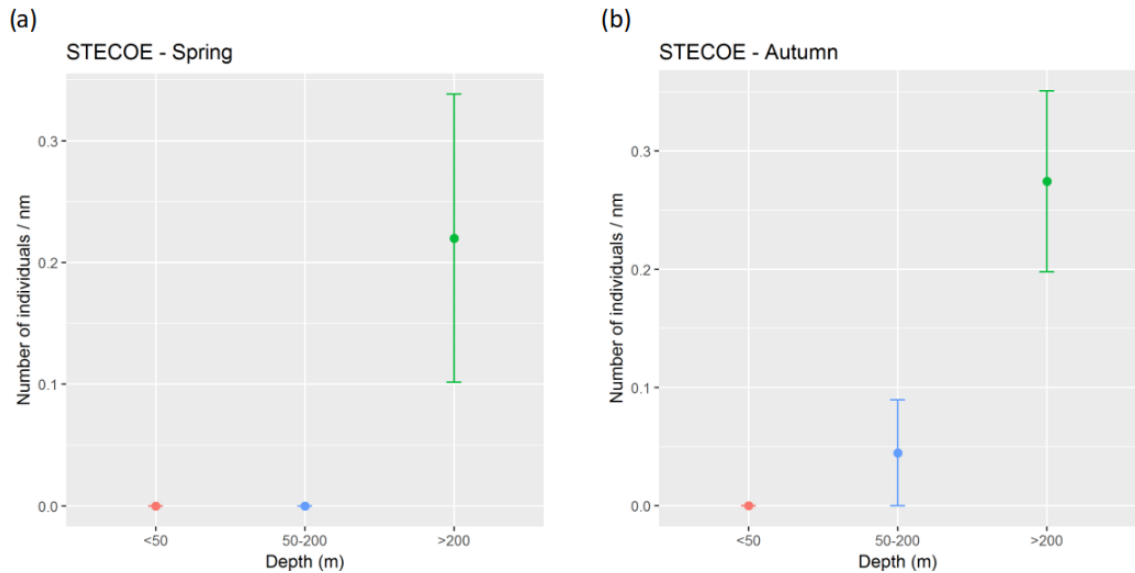 (a)
STECOE - Spring
Number of individuals / nm
0.3
0.2
0.1
0.0
<50
50-200
>200
Depth (m)
(b)
STECOE - Autumn
Number of individuals / nm
0.3
0.2
0.1
0.0
<50
50-200
>200
Depth (m)